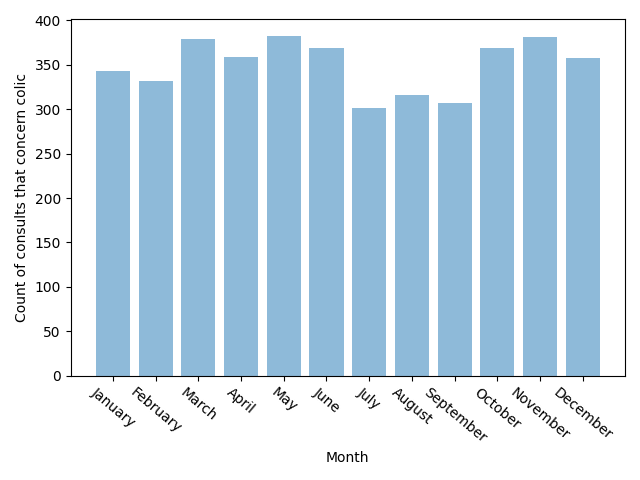 400
350
300
250
200
150
100
50
0
Count of consults that concern colic
January
February
March
April
May
June
July
August
September
October
November
December
Month